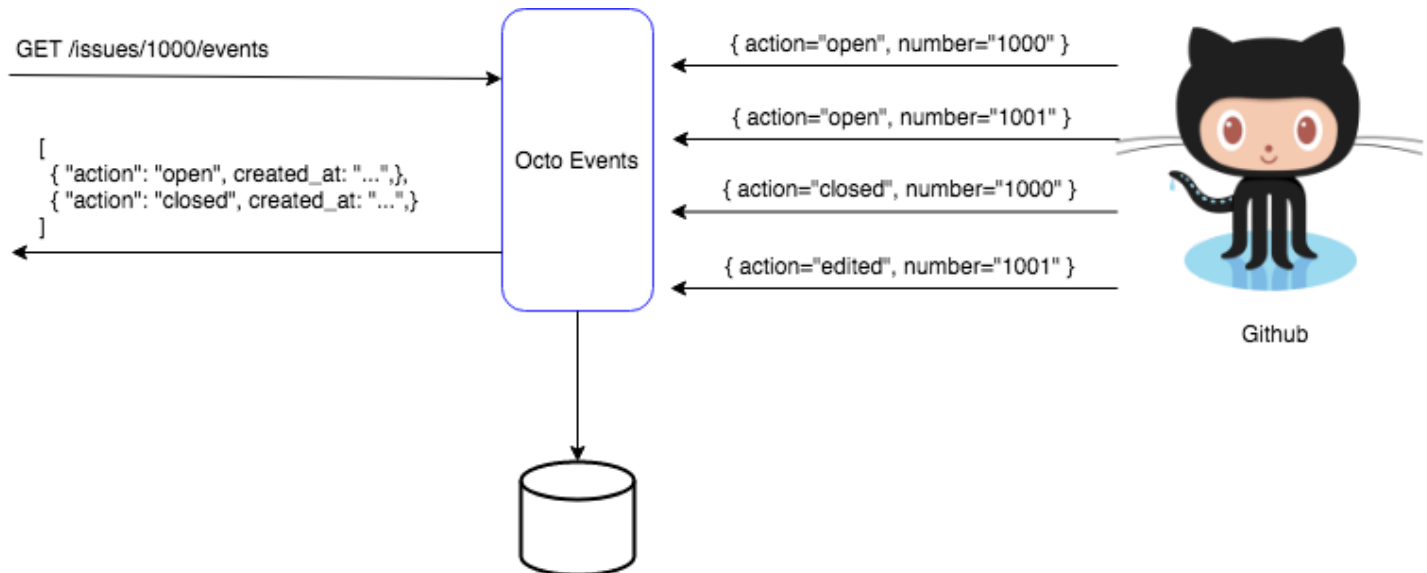 GET /issues/1000/events
[
{ "action": "open", created_at: "...",},
{ "action": "closed", created_at: "...",}
]
Octo Events
{ action="open", number="1000" }
{ action="open", number="1001" }
{ action="closed", number="1000" }
{ action="edited", number="1001" }
Github